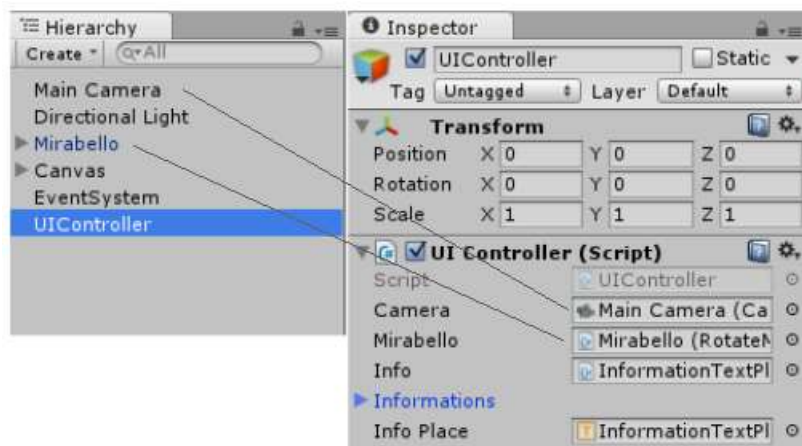 Hierarchy
Create All
Main Camera
Directional Light
Mirabello
Canvas
EventSystem
UIController
Inspector
UIController Static
Tag Untagged Layer Default
Transform
Position X 0 Y 0 Z 0
Rotation X 0 Y 0 Z 0
Scale X 1 Y 1 Z 1
UI Controller (Script)
Script UIController
Camera Main Camera (Ca
Mirabello Mirabello (RotateM
Info InformationTextPl
Informations
Info Place InformationTextPl